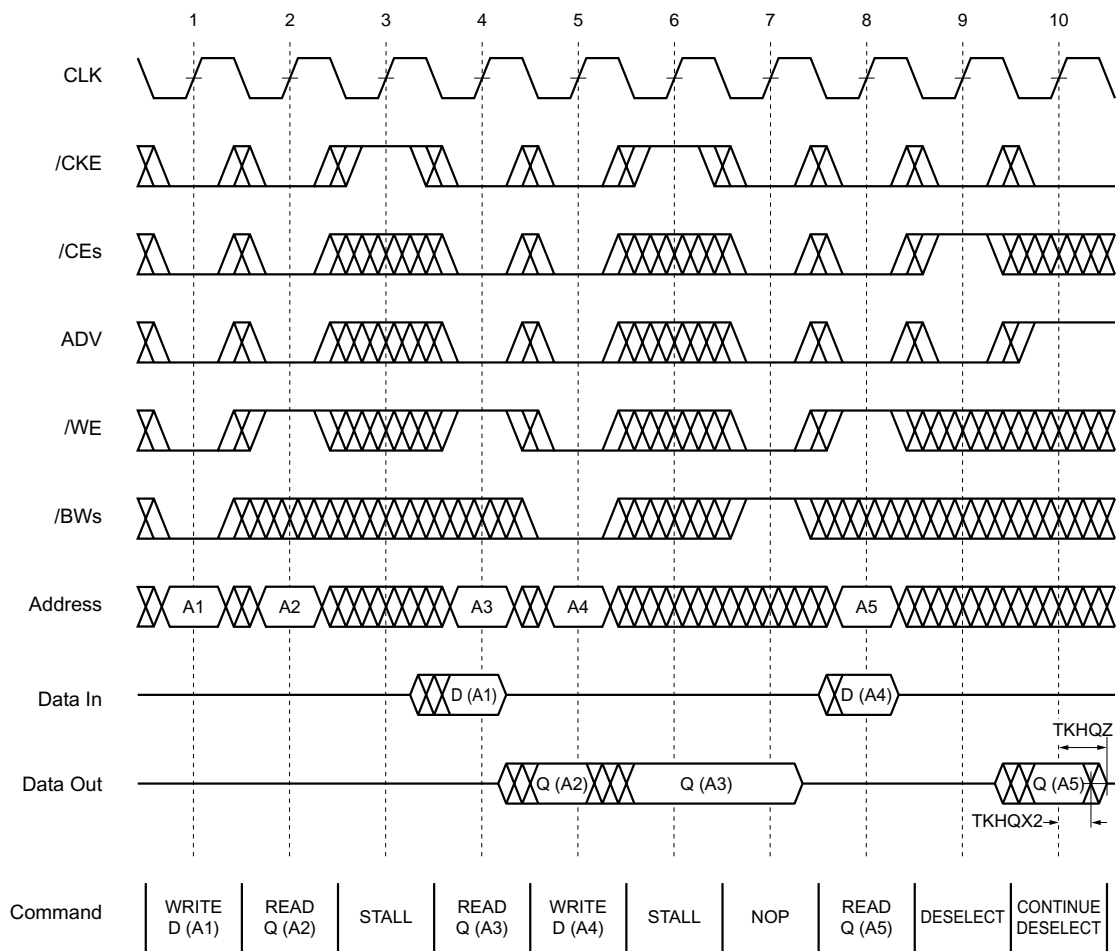 1 2 3 4 5 6 7 8 9 10
CLK
/CKE
/CEs
ADV
/WE
/BWs
Address A1 A2 A3 A4 A5
Data In D (A1) D (A4)
TKHQZ
Data Out Q (A2) Q (A3) Q (A5)
TKHQX2
Command WRITE D (A1) READ Q (A2) STALL READ Q (A3) WRITE D (A4) STALL NOP READ Q (A5) DESELECT CONTINUE DESELECT